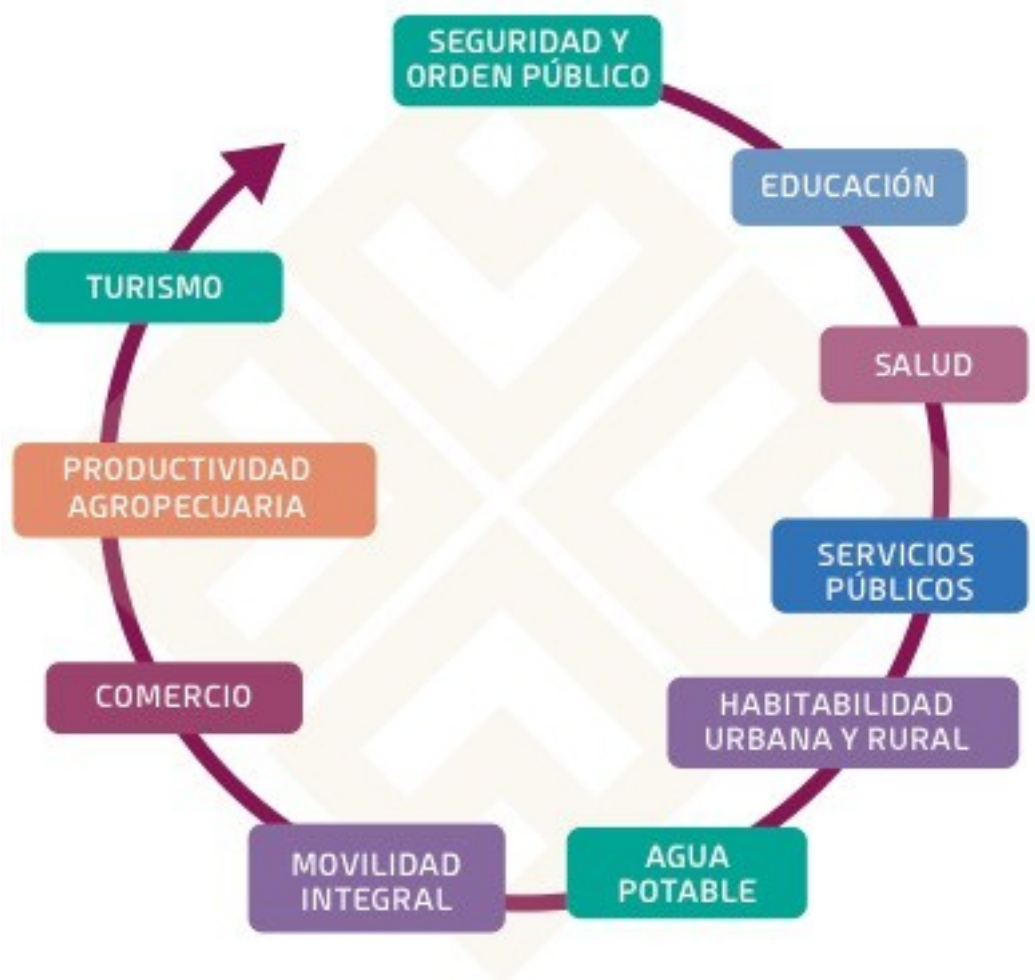 SEGURIDAD Y
ORDEN PÚBLICO
EDUCACIÓN
SALUD
SERVICIOS
PÚBLICOS
HABITABILIDAD
URBANA Y RURAL
AGUA
POTABLE
MOVILIDAD
INTEGRAL
COMERCIO
PRODUCTIVIDAD
AGROPECUARIA
TURISMO